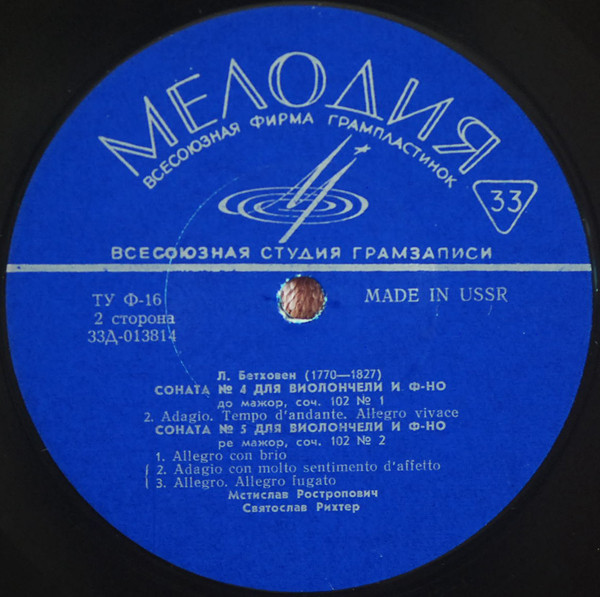 МЕЛОДИЯ
ВСЕСОЮЗНАЯ ФИРМА ГРАМПЛАСТИНОК
33
ВСЕСОЮЗНАЯ СТУДИЯ ГРАМЗАПИСИ
ТУ Ф-16
2 сторона
33Д-013814
MADE IN USSR
Л. Бетховен (1770—1827)
СОНАТА № 4 ДЛЯ ВИОЛОНЧЕЛИ И Ф-НО
до мажор, соч. 102 № 1
2. Adagio. Tempo d'andante. Allegro vivace
СОНАТА № 5 ДЛЯ ВИОЛОНЧЕЛИ И Ф-НО
ре мажор, соч. 102 № 2
1. Allegro con brio
2. Adagio con molto sentimento d'affetto
3. Allegro. Allegro fugato
Мстислав Ростропович
Святослав Рихтер